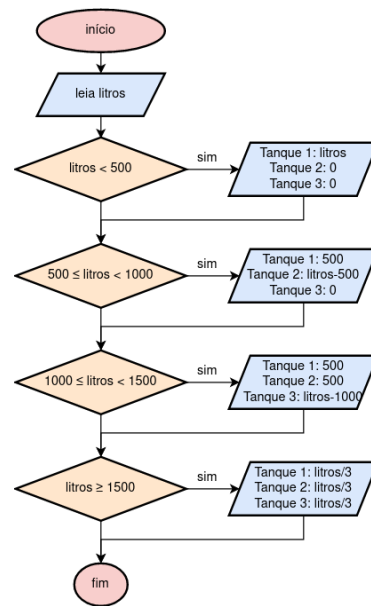 início
leia litros
litros < 500
sim
Tanque 1: litros
Tanque 2: 0
Tanque 3: 0
500 ≤ litros < 1000
sim
Tanque 1: 500
Tanque 2: litros-500
Tanque 3: 0
1000 ≤ litros < 1500
sim
Tanque 1: 500
Tanque 2: 500
Tanque 3: litros-1000
litros ≥ 1500
sim
Tanque 1: litros/3
Tanque 2: litros/3
Tanque 3: litros/3
fim